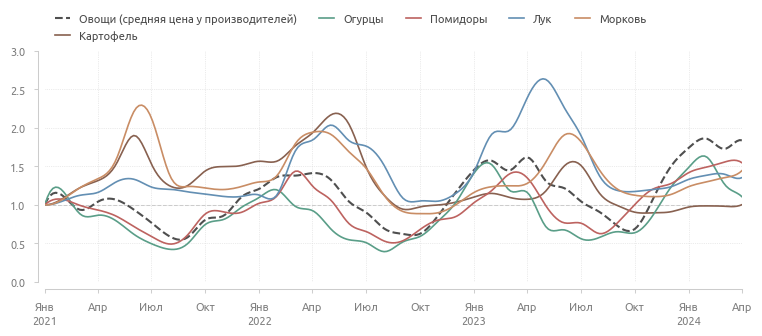 Овощи (средняя цена у производителей) Огурцы Помидоры Лук Морковь
Картофель
3.0
2.5
2.0
1.5
1.0
0.5
0.0
Янв Апр Июл Окт Янв Апр Июл Окт Янв Апр Июл Окт Янв Апр
2021 2022 2023 2024